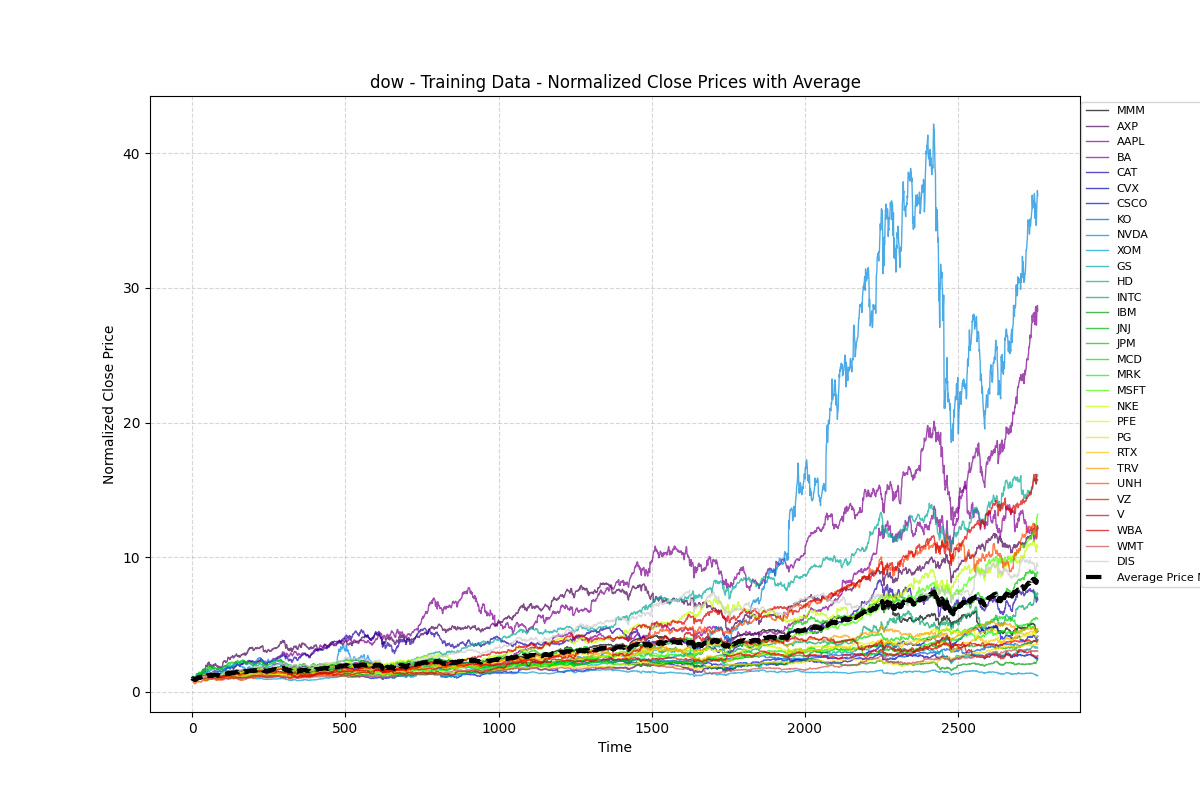 dow - Training Data - Normalized Close Prices with Average
Normalized Close Price
40
30
20
10
0
0 500 1000 1500 2000 2500
Time
MMM
AXP
AAPL
BA
CAT
CVX
CSCO
KO
NVDA
XOM
GS
HD
INTC
IBM
JNJ
JPM
MCD
MRK
MSFT
NKE
PFE
PG
RTX
TRV
UNH
VZ
V
WBA
WMT
DIS
Average Price